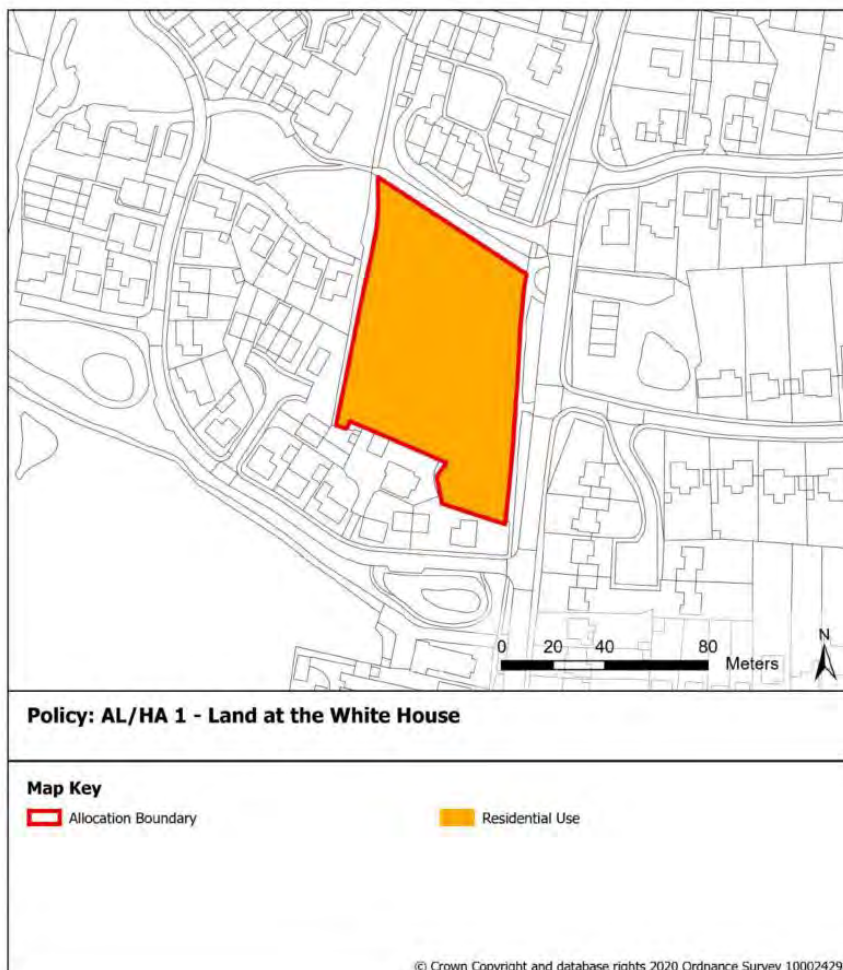 0 20 40 80
Meters
N
Policy: AL/HA 1 - Land at the White House
Map Key
Allocation Boundary
Residential Use
© Crown Copyright and database rights 2020 Ordnance Survey 10002429